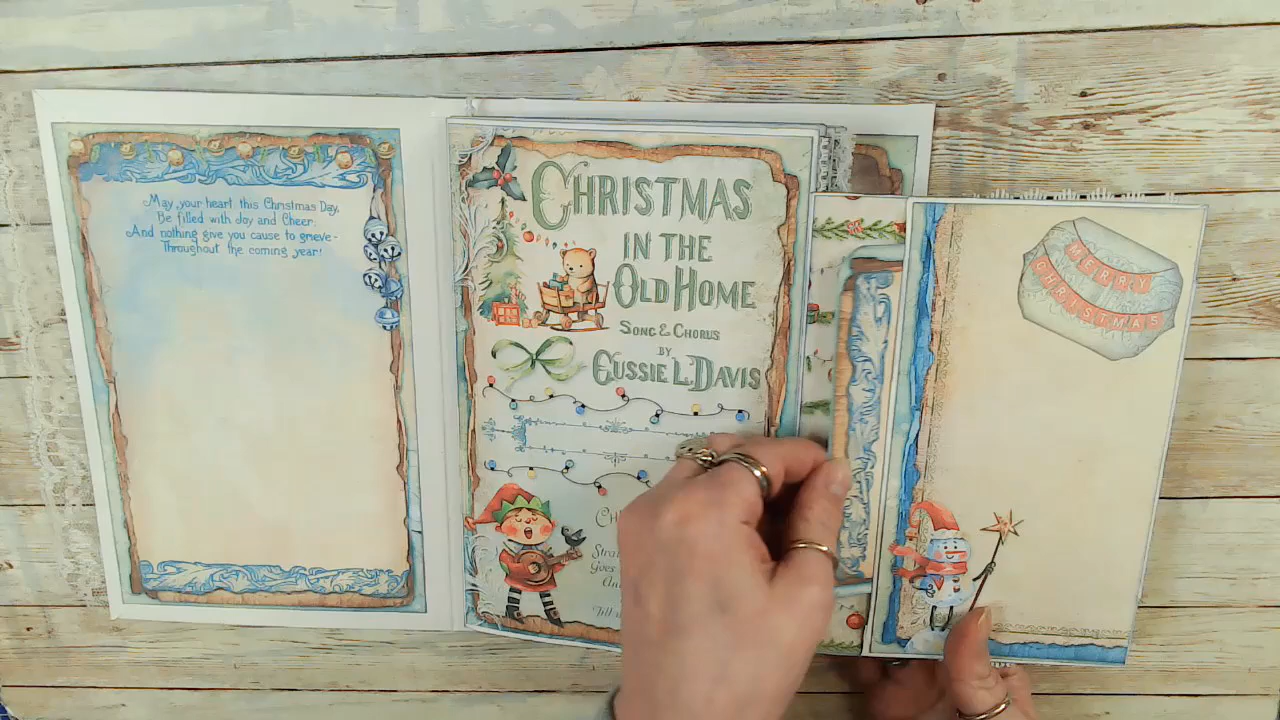 May your heart this Christmas Day,
Be filled with Joy and Cheer,
And nothing give you cause to grieve -
Throughout the coming year!
CHRISTMAS
IN THE
OLD HOME
SONG & CHORUS
BY
GUSSIE L. DAVIS
MERRY
CHRISTMAS